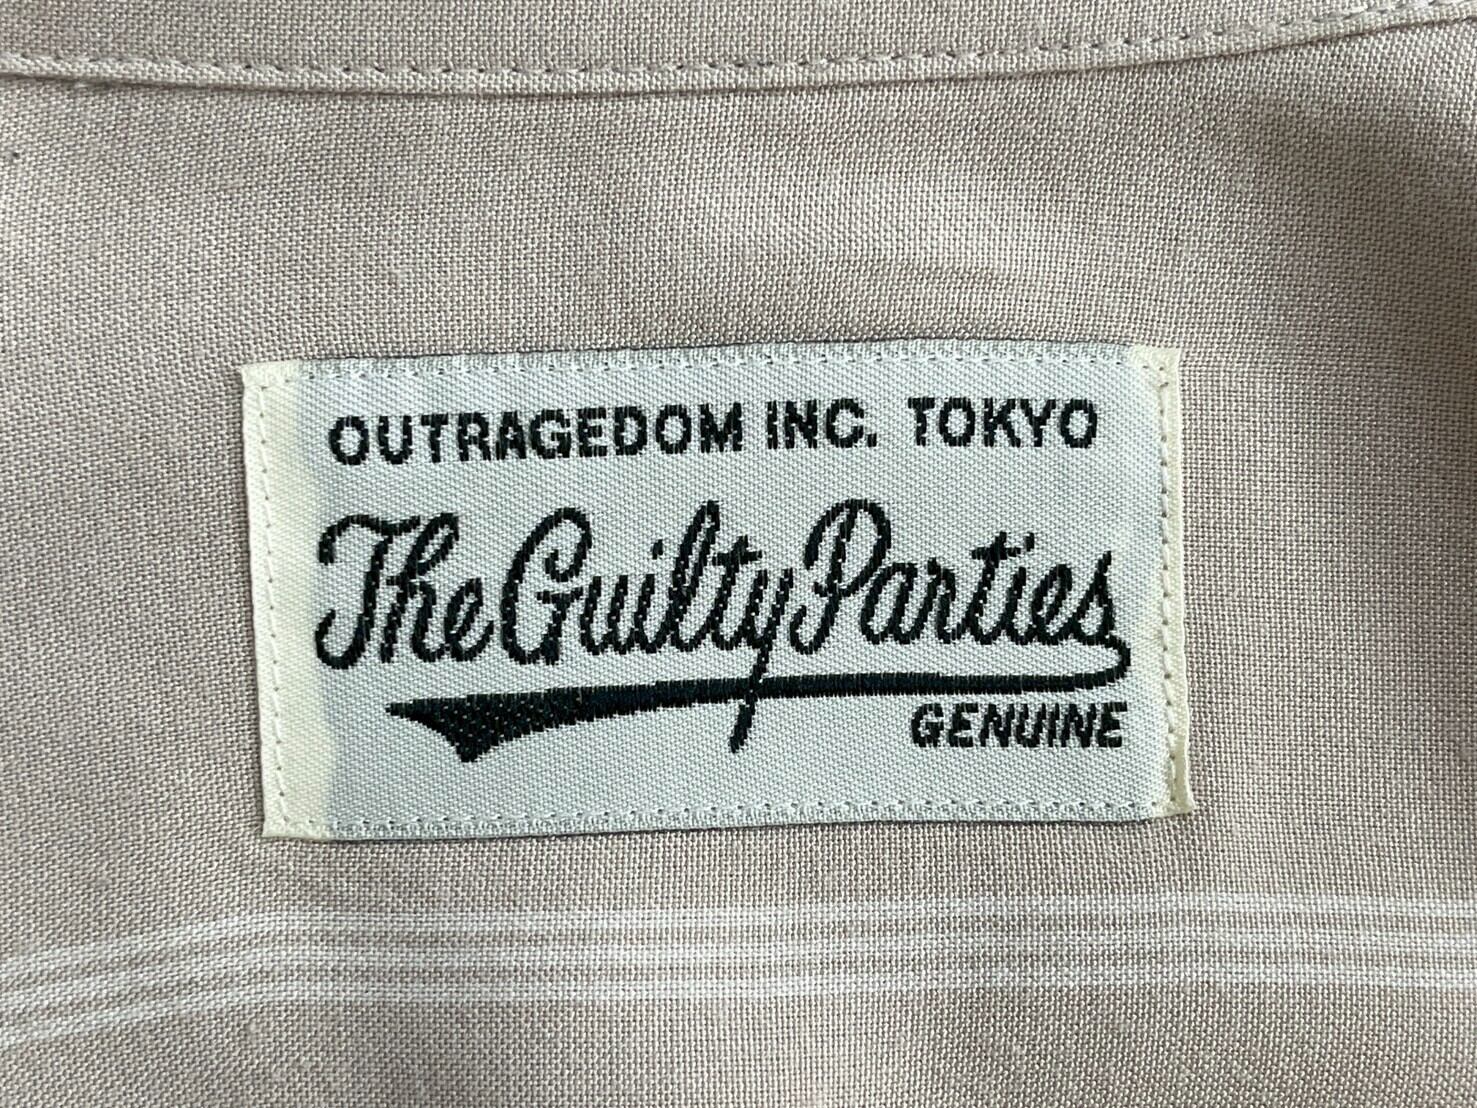 OUTRAGEDOM INC. TOKYO
The Guilty Parties
GENUINE